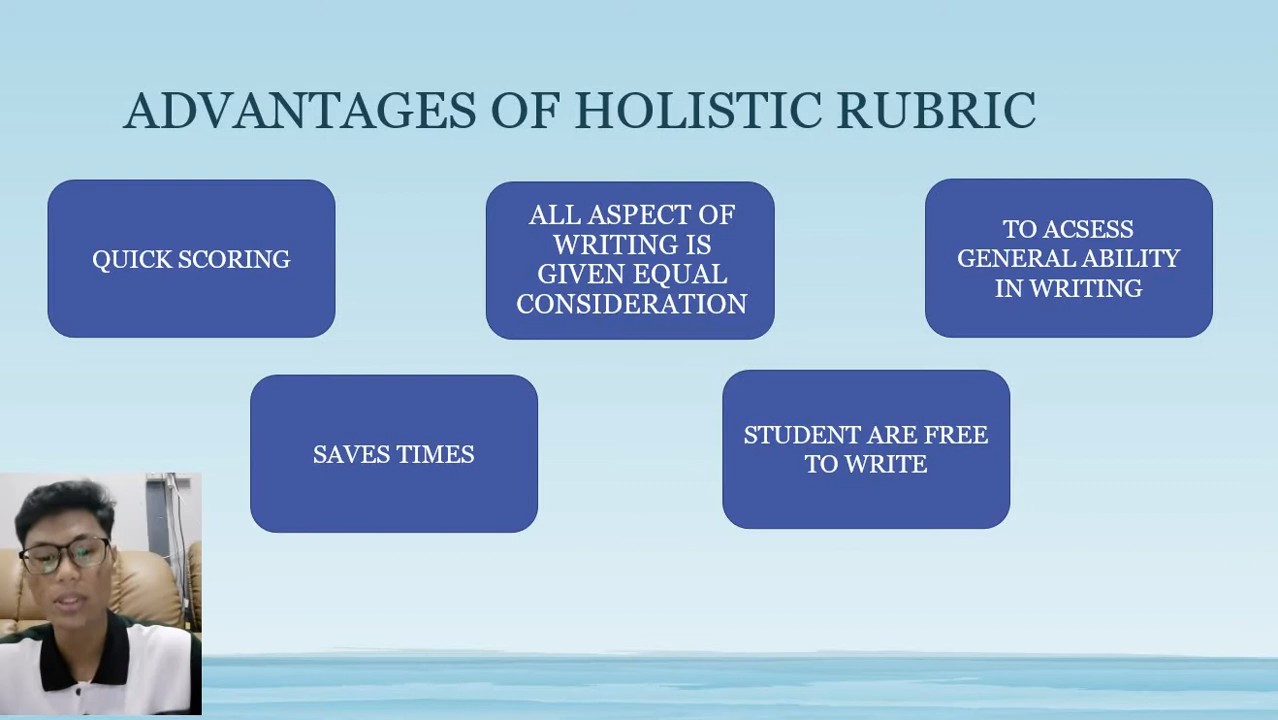 ADVANTAGES OF HOLISTIC RUBRIC
QUICK SCORING
ALL ASPECT OF
WRITING IS
GIVEN EQUAL
CONSIDERATION
TO ACSESS
GENERAL ABILITY
IN WRITING
SAVES TIMES
STUDENT ARE FREE
TO WRITE